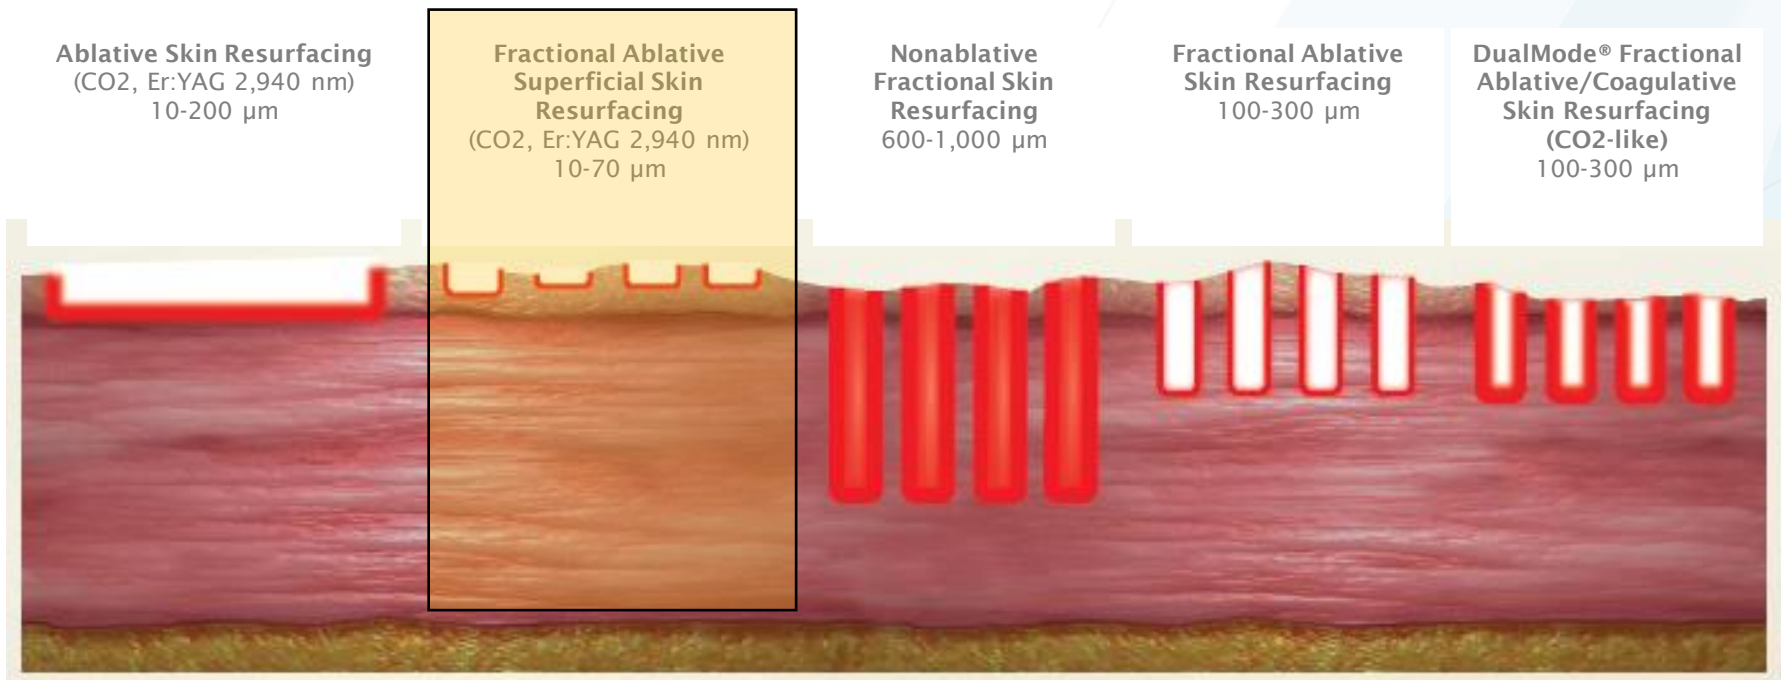 Ablative Skin Resurfacing
(CO2, Er:YAG 2,940 nm)
10-200 µm
Fractional Ablative
Superficial Skin
Resurfacing
(CO2, Er:YAG 2,940 nm)
10-70 µm
Nonablative
Fractional Skin
Resurfacing
600-1,000 µm
Fractional Ablative
Skin Resurfacing
100-300 µm
DualMode® Fractional
Ablative/Coagulative
Skin Resurfacing
(CO2-like)
100-300 µm